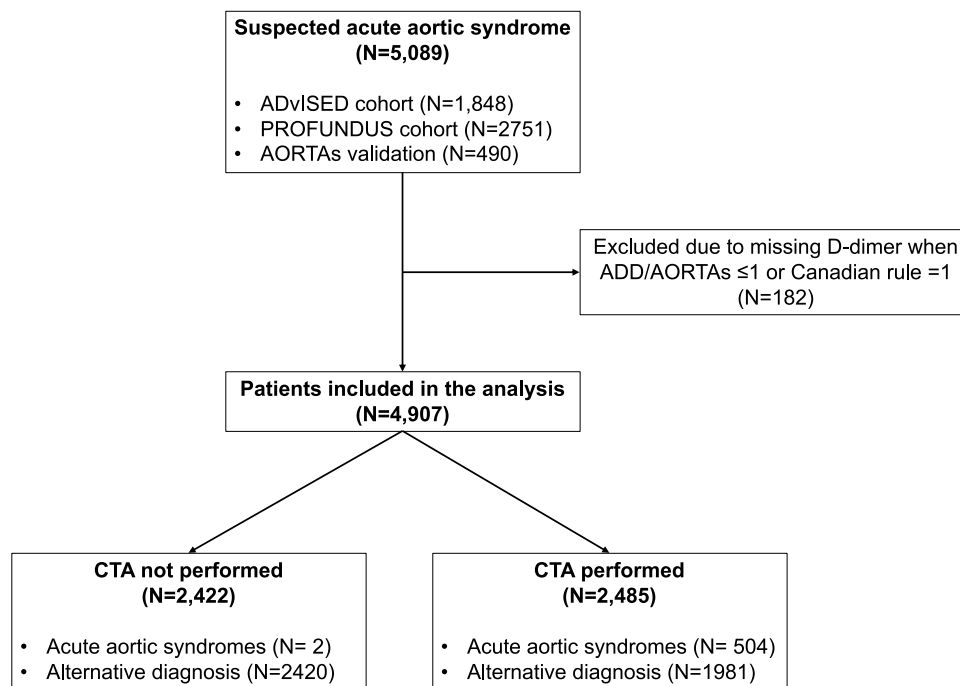 Suspected acute aortic syndrome
(N=5,089)
• ADvISED cohort (N=1,848)
• PROFUNDUS cohort (N=2751)
• AORTAs validation (N=490)
Excluded due to missing D-dimer when
ADD/AORTAs ≤1 or Canadian rule =1
(N=182)
Patients included in the analysis
(N=4,907)
CTA not performed
(N=2,422)
• Acute aortic syndromes (N= 2)
• Alternative diagnosis (N=2420)
CTA performed
(N=2,485)
• Acute aortic syndromes (N= 504)
• Alternative diagnosis (N=1981)